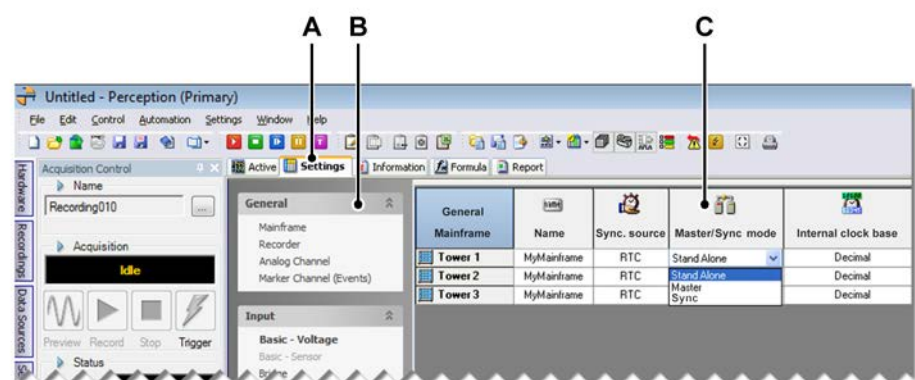 A B C
Untitled - Perception (Primary)
File Edit Control Automation Settings Window Help
Hardware
Recordings
Data Sources
Acquisition Control
Name
Recording010 ...
Acquisition
Idle
Preview Record Stop Trigger
Status
Active Settings Information Formula Report
General
Mainframe
Recorder
Analog Channel
Marker Channel (Events)
Input
Basic - Voltage
Basic - Sensor
Bridge
General Mainframe Name Sync. source Master/Sync mode Internal clock base
Tower 1 MyMainframe RTC Stand Alone Decimal
Tower 2 MyMainframe RTC Stand Alone Decimal
Master
Tower 3 MyMainframe RTC Sync Decimal